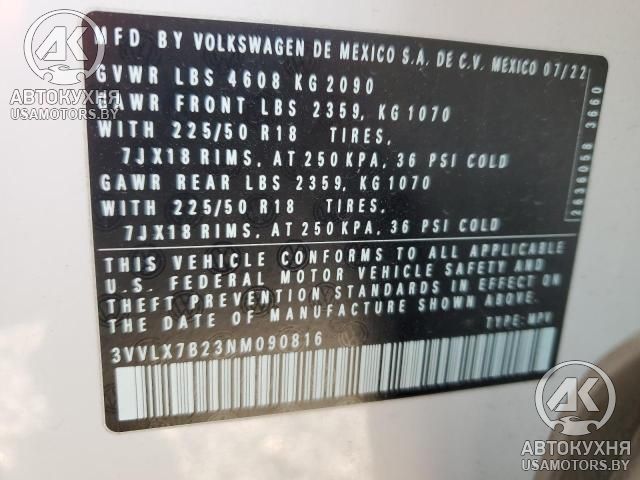 MFD BY VOLKSWAGEN DE MEXICO S.A. DE C.V. MEXICO 07/22
GVWR LBS 4608 KG 2090
GAWR FRONT LBS 2359, KG 1070
WITH 225/50 R18 TIRES,
7JX18 RIMS, AT 250 KPA, 36 PSI COLD
GAWR REAR LBS 2359, KG 1070
WITH 225/50 R18 TIRES,
7JX18 RIMS, AT 250 KPA, 36 PSI COLD
2636058 3660
THIS VEHICLE CONFORMS TO ALL APPLICABLE
U.S. FEDERAL MOTOR VEHICLE SAFETY AND
THEFT PREVENTION STANDARDS IN EFFECT ON
DATE OF MANUFACTURE SHOWN ABOVE.
TYPE: MPV
3VVLX7B23NM090816
АК
АВТОКУХНЯ
USAMOTORS.BY
АК
АВТОКУХНЯ
USAMOTORS.BY